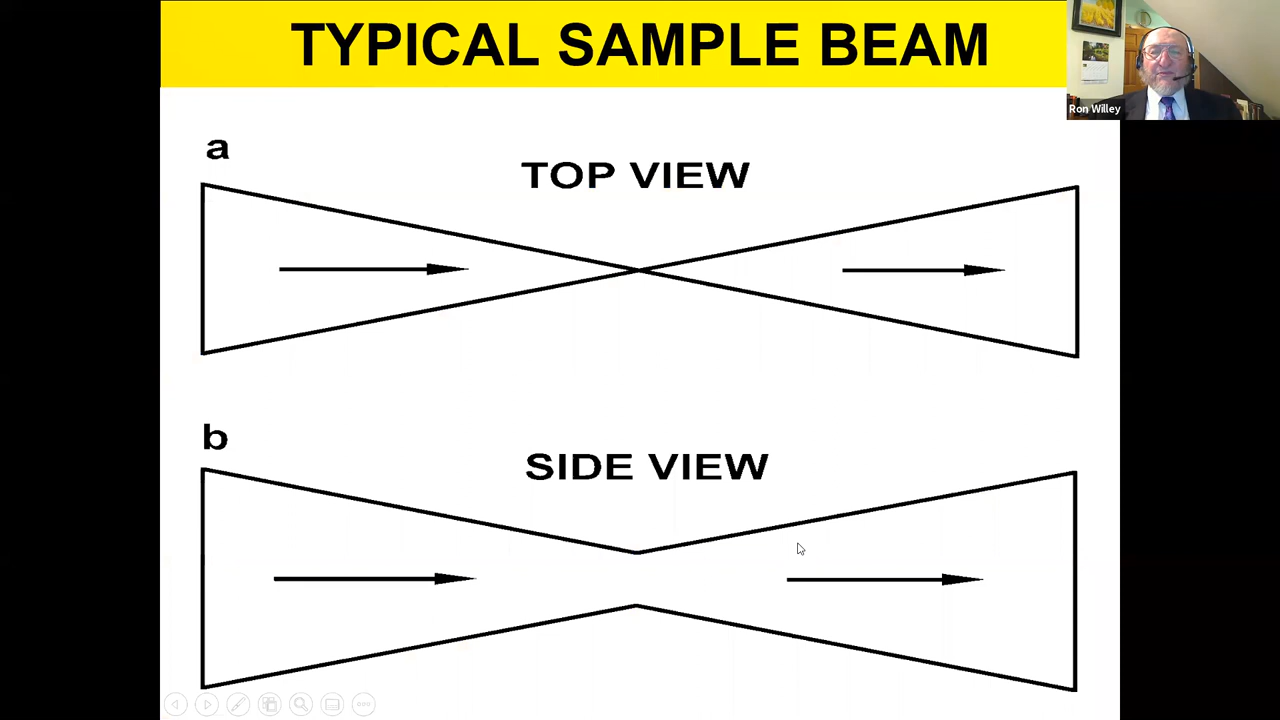 TYPICAL SAMPLE BEAM
Ron Willey
a
TOP VIEW
b
SIDE VIEW